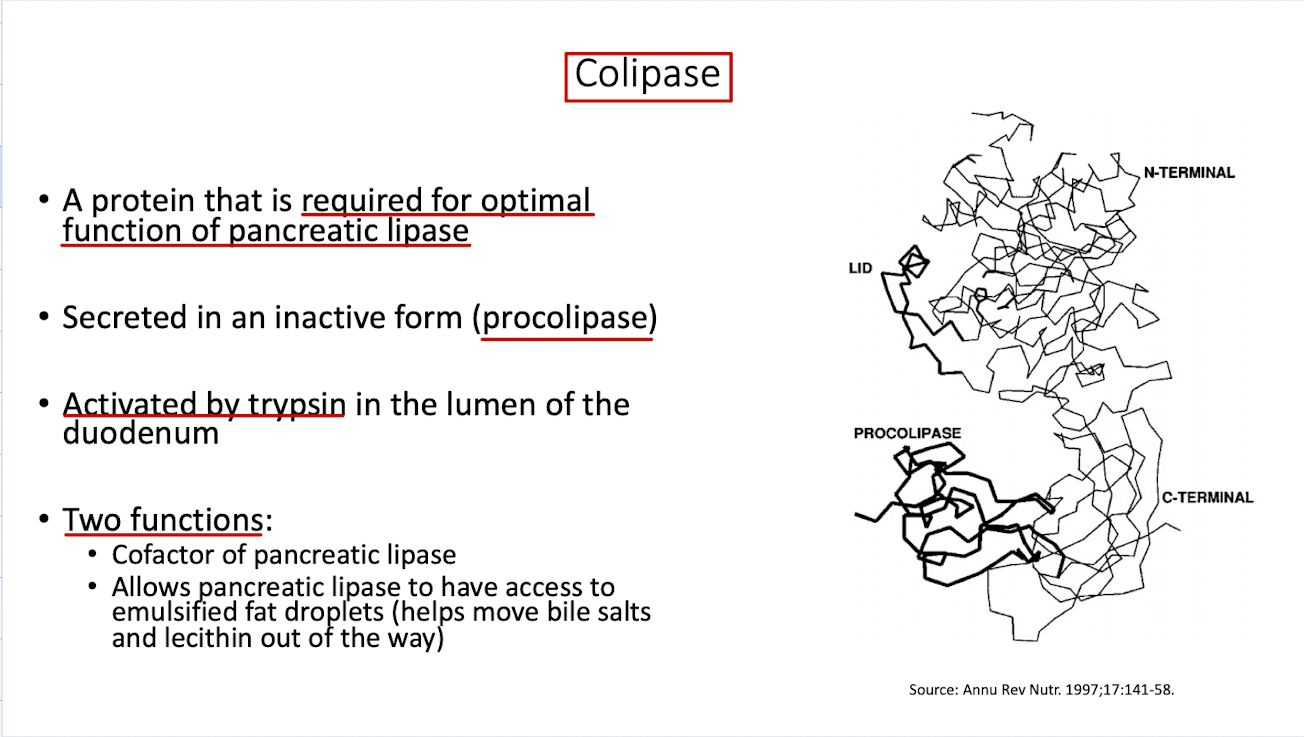 Colipase
• A protein that is required for optimal
function of pancreatic lipase
• Secreted in an inactive form (procolipase)
• Activated by trypsin in the lumen of the
duodenum
• Two functions:
• Cofactor of pancreatic lipase
• Allows pancreatic lipase to have access to
emulsified fat droplets (helps move bile salts
and lecithin out of the way)
N-TERMINAL
LID
PROCOLIPASE
C-TERMINAL
Source: Annu Rev Nutr. 1997;17:141-58.